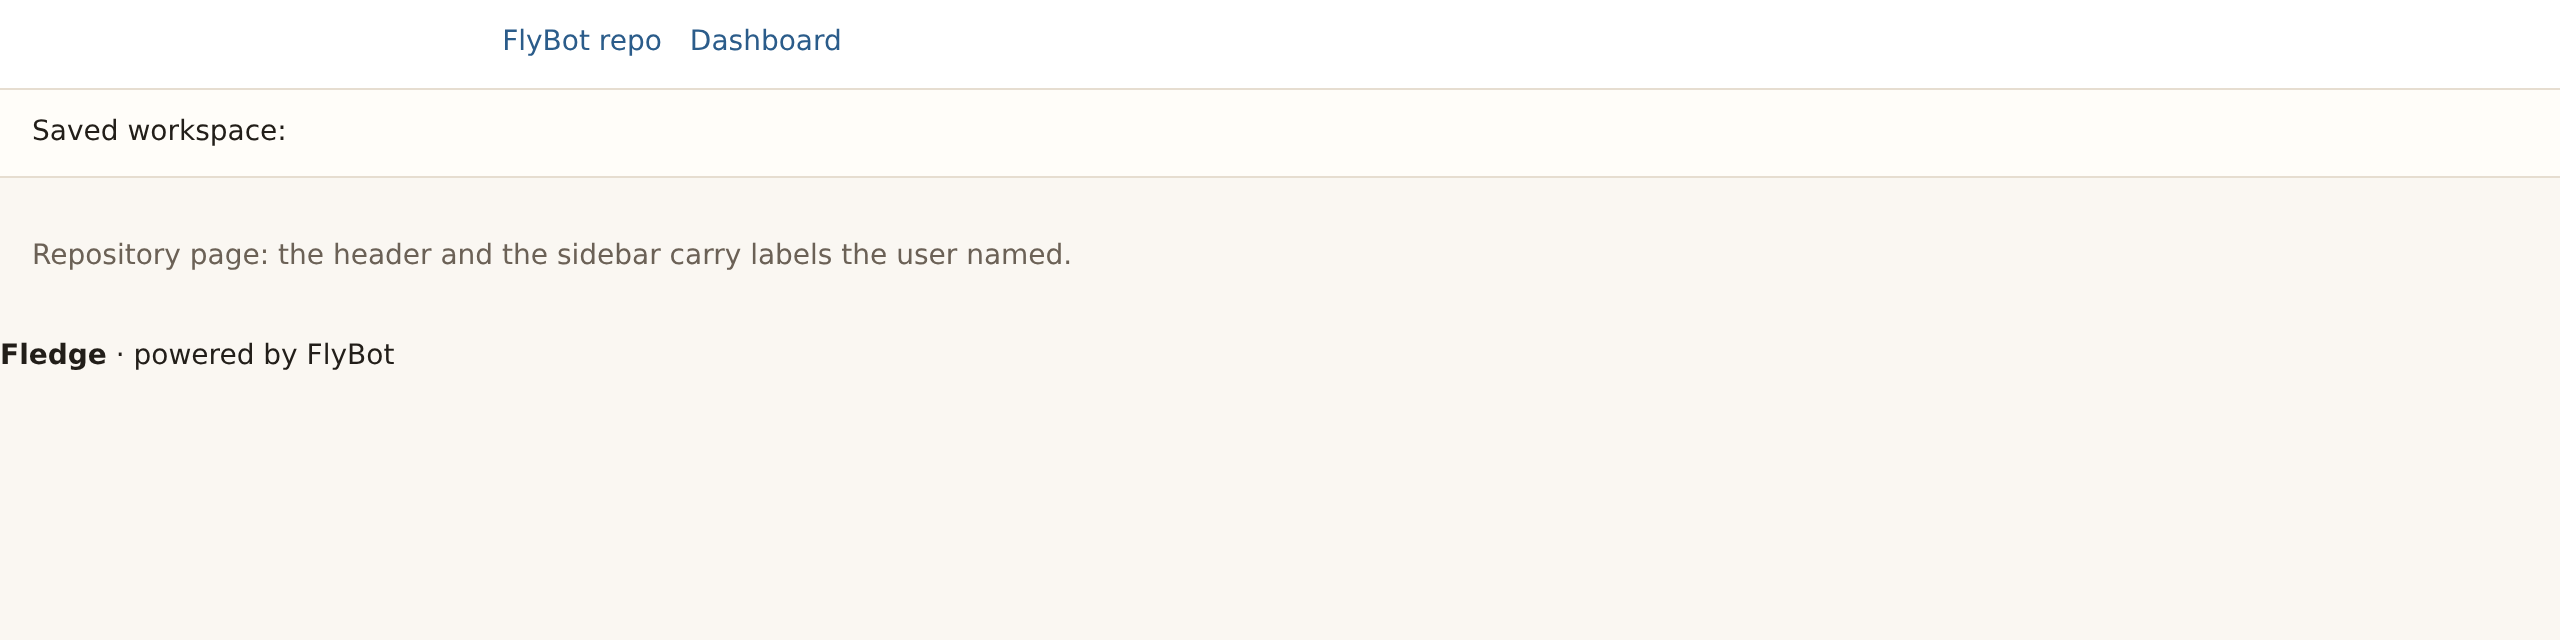 FlyBot repo Dashboard
Saved workspace:
Repository page: the header and the sidebar carry labels the user named.
Fledge · powered by FlyBot